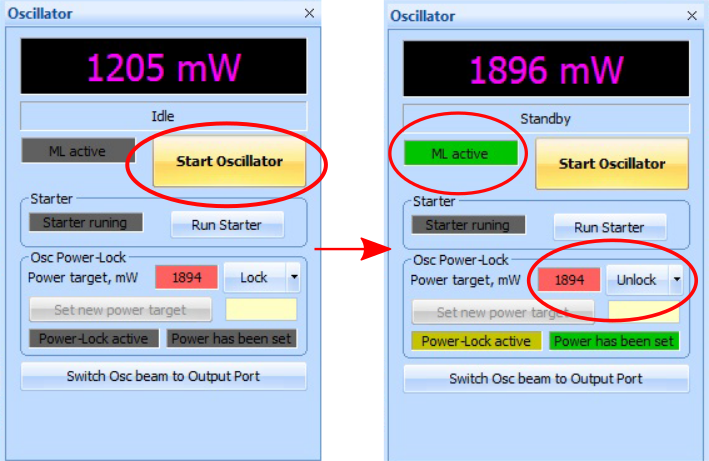 Oscillator
1205 mW
Idle
ML active
Start Oscillator
Starter
Starter runing
Run Starter
Osc Power-Lock
Power target, mW 1894 Lock
Set new power target
Power-Lock active Power has been set
Switch Osc beam to Output Port
Oscillator
1896 mW
Standby
ML active
Start Oscillator
Starter
Starter runing
Run Starter
Osc Power-Lock
Power target, mW 1894 Unlock
Set new power target
Power-Lock active Power has been set
Switch Osc beam to Output Port